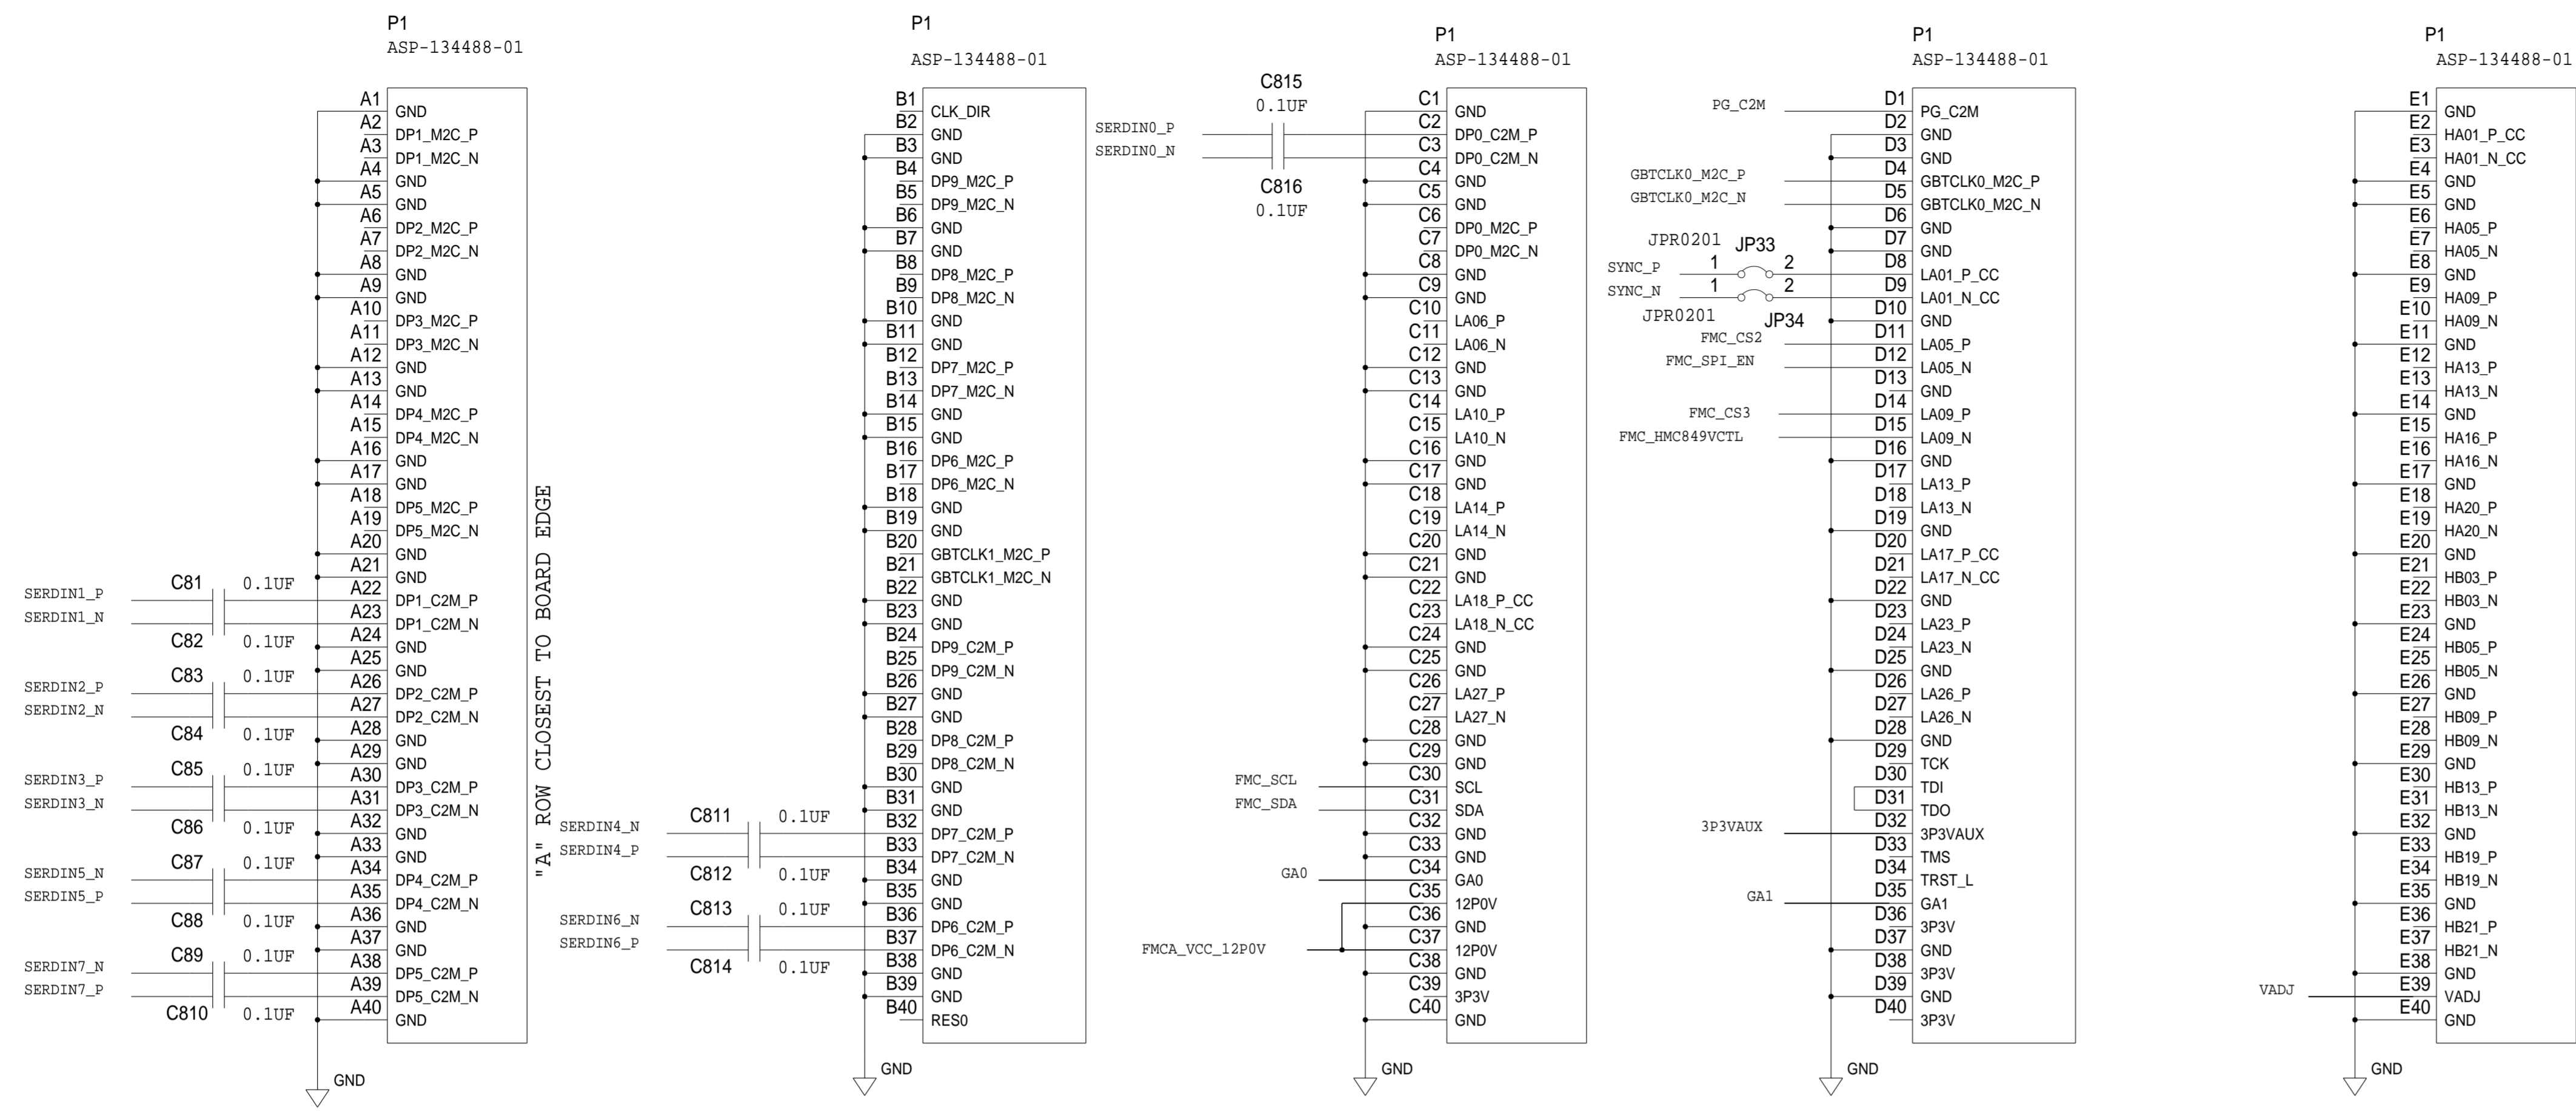 P1
ASP-134488-01
A1 GND
A2 DP1_M2C_P
A3 DP1_M2C_N
A4 GND
A5 GND
A6 DP2_M2C_P
A7 DP2_M2C_N
A8 GND
A9 GND
A10 DP3_M2C_P
A11 DP3_M2C_N
A12 GND
A13 GND
A14 DP4_M2C_P
A15 DP4_M2C_N
A16 GND
A17 GND
A18 DP5_M2C_P
A19 DP5_M2C_N
A20 GND
A21 GND
C81 0.1UF
SERDIN1_P A22 DP1_C2M_P
SERDIN1_N A23 DP1_C2M_N
C82 0.1UF
A24 GND
A25 GND
C83 0.1UF
SERDIN2_P A26 DP2_C2M_P
SERDIN2_N A27 DP2_C2M_N
C84 0.1UF
A28 GND
A29 GND
C85 0.1UF
SERDIN3_P A30 DP3_C2M_P
SERDIN3_N A31 DP3_C2M_N
C86 0.1UF
A32 GND
A33 GND
C87 0.1UF
SERDIN5_N A34 DP4_C2M_P
SERDIN5_P A35 DP4_C2M_N
C88 0.1UF
A36 GND
A37 GND
C89 0.1UF
SERDIN7_N A38 DP5_C2M_P
SERDIN7_P A39 DP5_C2M_N
C810 0.1UF
A40 GND
GND
"A" ROW CLOSEST TO BOARD EDGE
P1
ASP-134488-01
B1 CLK_DIR
B2 GND
B3 GND
B4 DP9_M2C_P
B5 DP9_M2C_N
B6 GND
B7 GND
B8 DP8_M2C_P
B9 DP8_M2C_N
B10 GND
B11 GND
B12 DP7_M2C_P
B13 DP7_M2C_N
B14 GND
B15 GND
B16 DP6_M2C_P
B17 DP6_M2C_N
B18 GND
B19 GND
B20 GBTCLK1_M2C_P
B21 GBTCLK1_M2C_N
B22 GND
B23 GND
B24 DP9_C2M_P
B25 DP9_C2M_N
B26 GND
B27 GND
B28 DP8_C2M_P
B29 DP8_C2M_N
B30 GND
B31 GND
C811 0.1UF
SERDIN4_N B32 DP7_C2M_P
SERDIN4_P B33 DP7_C2M_N
C812 0.1UF
B34 GND
B35 GND
C813 0.1UF
SERDIN6_N B36 DP6_C2M_P
SERDIN6_P B37 DP6_C2M_N
C814 0.1UF
B38 GND
B39 GND
B40 RES0
GND
P1
ASP-134488-01
C815
0.1UF
C1 GND
SERDIN0_P C2 DP0_C2M_P
SERDIN0_N C3 DP0_C2M_N
C816
0.1UF
C4 GND
C5 GND
C6 DP0_M2C_P
C7 DP0_M2C_N
C8 GND
C9 GND
C10 LA06_P
C11 LA06_N
C12 GND
C13 GND
C14 LA10_P
C15 LA10_N
C16 GND
C17 GND
C18 LA14_P
C19 LA14_N
C20 GND
C21 GND
C22 LA18_P_CC
C23 LA18_N_CC
C24 GND
C25 GND
C26 LA27_P
C27 LA27_N
C28 GND
C29 GND
FMC_SCL C30 SCL
FMC_SDA C31 SDA
C32 GND
C33 GND
GA0 C34 GA0
C35 12P0V
C36 GND
FMCA_VCC_12P0V C37 12P0V
C38 GND
C39 3P3V
C40 GND
GND
P1
ASP-134488-01
PG_C2M D1 PG_C2M
D2 GND
D3 GND
GBTCLK0_M2C_P D4 GBTCLK0_M2C_P
GBTCLK0_M2C_N D5 GBTCLK0_M2C_N
D6 GND
D7 GND
JPR0201 JP33
SYNC_P 1 2 D8 LA01_P_CC
SYNC_N 1 2 D9 LA01_N_CC
JPR0201 JP34
D10 GND
FMC_CS2 D11 LA05_P
FMC_SPI_EN D12 LA05_N
D13 GND
FMC_CS3 D14 LA09_P
FMC_HMC849VCTL D15 LA09_N
D16 GND
D17 LA13_P
D18 LA13_N
D19 GND
D20 LA17_P_CC
D21 LA17_N_CC
D22 GND
D23 LA23_P
D24 LA23_N
D25 GND
D26 LA26_P
D27 LA26_N
D28 GND
D29 TCK
D30 TDI
D31 TDO
3P3VAUX D32 3P3VAUX
D33 TMS
D34 TRST_L
GA1 D35 GA1
D36 3P3V
D37 GND
D38 3P3V
D39 GND
D40 3P3V
GND
P1
ASP-134488-01
E1 GND
E2 HA01_P_CC
E3 HA01_N_CC
E4 GND
E5 GND
E6 HA05_P
E7 HA05_N
E8 GND
E9 HA09_P
E10 HA09_N
E11 GND
E12 HA13_P
E13 HA13_N
E14 GND
E15 HA16_P
E16 HA16_N
E17 GND
E18 HA20_P
E19 HA20_N
E20 GND
E21 HB03_P
E22 HB03_N
E23 GND
E24 HB05_P
E25 HB05_N
E26 GND
E27 HB09_P
E28 HB09_N
E29 GND
E30 HB13_P
E31 HB13_N
E32 GND
E33 HB19_P
E34 HB19_N
E35 GND
E36 HB21_P
E37 HB21_N
E38 GND
VADJ E39 VADJ
E40 GND
GND